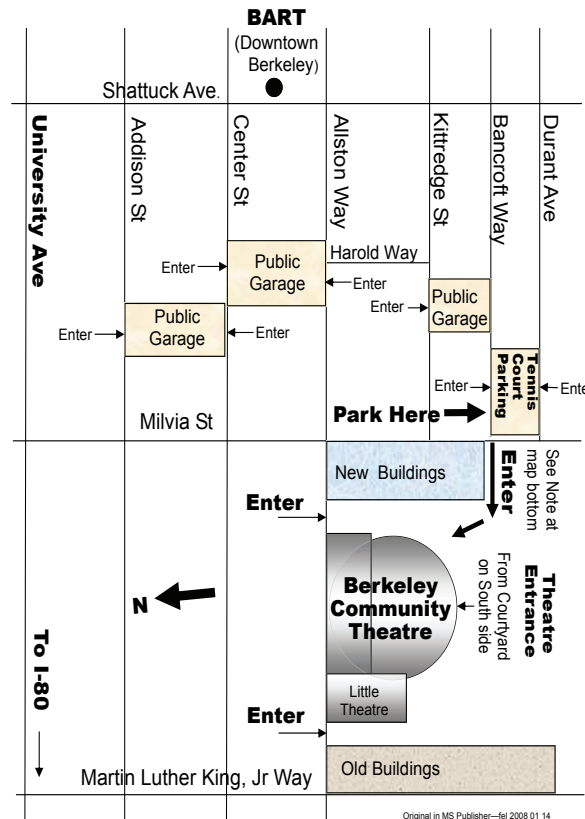 BART
(Downtown
Berkeley)
Shattuck Ave.
University Ave
Addison St
Center St
Allston Way
Kittredge St
Bancroft Way
Durant Ave
Harold Way
Enter
Public
Garage
Enter
Public
Garage
Enter
Enter
Public
Garage
Enter
Enter
Tennis
Court
Parking
Enter
Park Here
Milvia St
New Buildings
Enter
See Note at
map bottom
Enter
Theatre
Entrance
From Courtyard
on South side
Berkeley
Community
Theatre
N
To I-80
Little
Theatre
Enter
Old Buildings
Martin Luther King, Jr Way
Original in MS Publisher—fel 2008 01 14